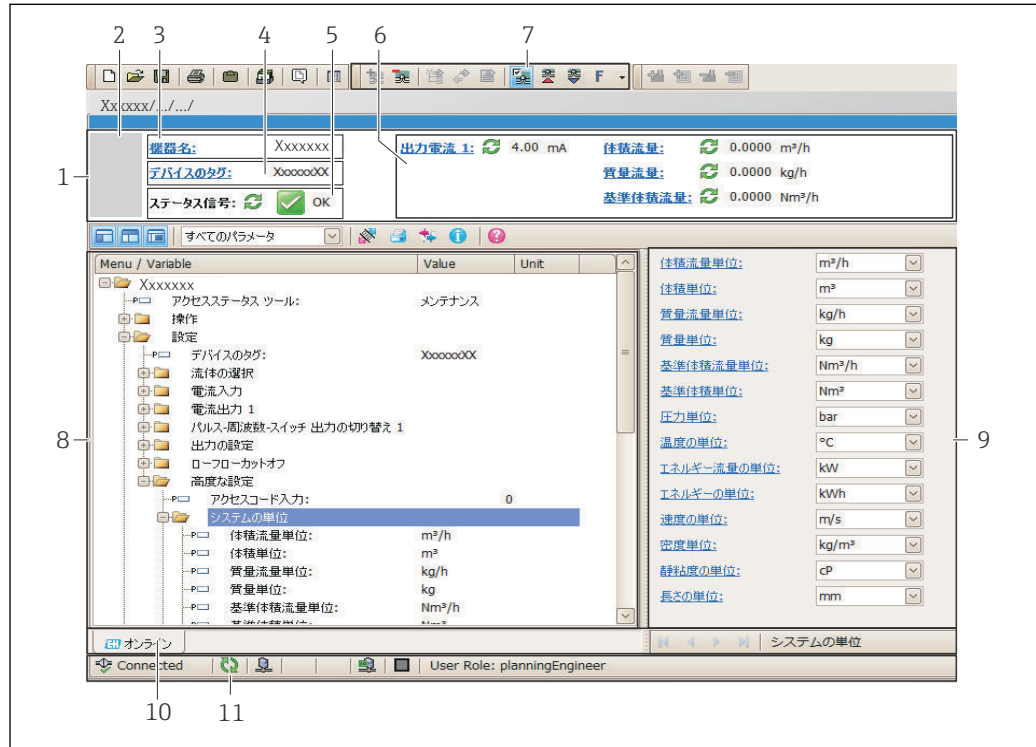 2 3 4 5 6 7
F
Xxxxxx/../../
機器名: Xxxxxxx
デバイスのタグ: XxxxxxXX
ステータス信号: OK
1
出力電流 1: 4.00 mA
体積流量: 0.0000 m³/h
質量流量: 0.0000 kg/h
基準体積流量: 0.0000 Nm³/h
すべてのパラメータ
Menu / Variable Value Unit
Xxxxxxx
アクセスステータス ツール: メンテナンス
操作
設定
デバイスのタグ: XxxxxxXX
流体の選択
電流入力
電流出力 1
パルス-周波数-スイッチ 出力の切り替え 1
8
出力の設定
ローフローカットオフ
高度な設定
アクセスコード入力: 0
システムの単位
体積流量単位: m³/h
体積単位: m³
質量流量単位: kg/h
質量単位: kg
基準体積流量単位: Nm³/h
基準体積単位: Nm³
体積流量単位: m³/h
体積単位: m³
質量流量単位: kg/h
質量単位: kg
基準体積流量単位: Nm³/h
基準体積単位: Nm³
圧力単位: bar
温度の単位: °C
9
エネルギー流量の単位: kW
エネルギーの単位: kWh
速度の単位: m/s
密度単位: kg/m³
静粘度の単位: cP
長さの単位: mm
オンライン
システムの単位
Connected
User Role: planningEngineer
10 11